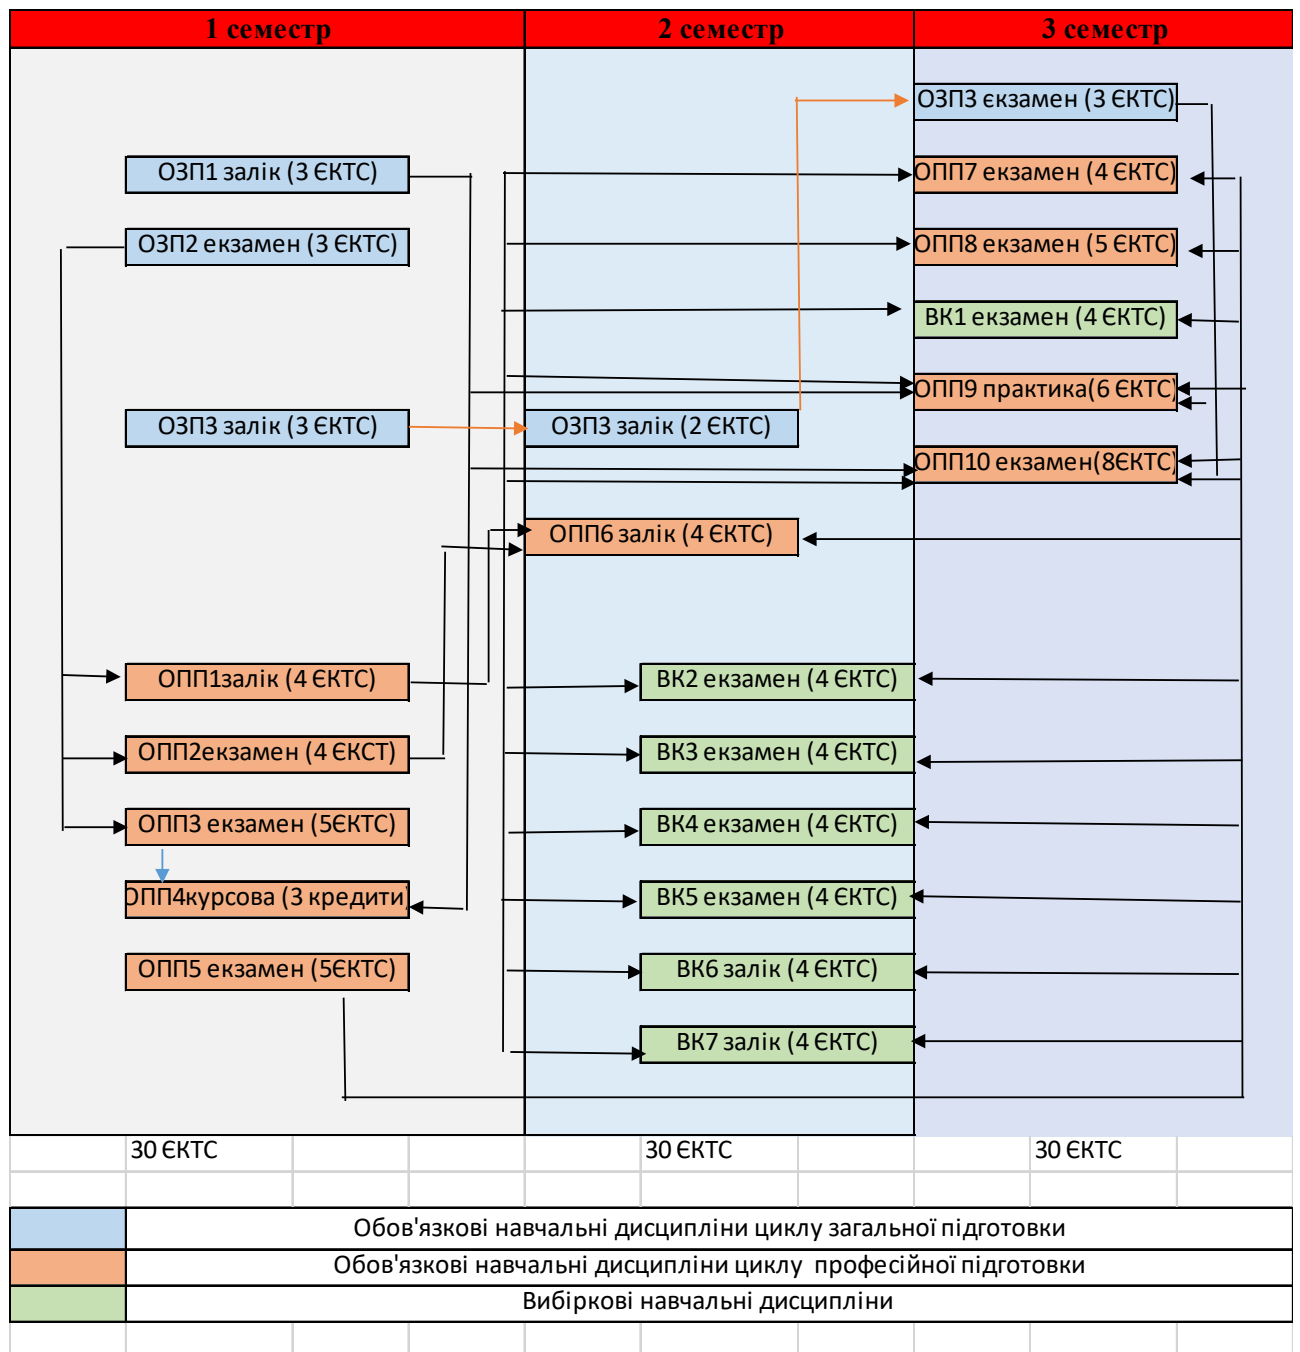 1 семестр
2 семестр
3 семестр
ОЗП3 екзамен (3 ЄКТС)
ОЗП1 залік (3 ЄКТС)
ОПП7 екзамен (4 ЄКТС)
ОЗП2 екзамен (3 ЄКТС)
ОПП8 екзамен (5 ЄКТС)
ВК1 екзамен (4 ЄКТС)
ОПП9 практика(6 ЄКТС)
ОЗП3 залік (3 ЄКТС)
ОЗП3 залік (2 ЄКТС)
ОПП10 екзамен(8ЄКТС)
ОПП6 залік (4 ЄКТС)
ОПП1залік (4 ЄКТС)
ВК2 екзамен (4 ЄКТС)
ОПП2екзамен (4 ЄКСТ)
ВК3 екзамен (4 ЄКТС)
ОПП3 екзамен (5ЄКТС)
ВК4 екзамен (4 ЄКТС)
ОПП4курсова (3 кредити)
ВК5 екзамен (4 ЄКТС)
ОПП5 екзамен (5ЄКТС)
ВК6 залік (4 ЄКТС)
ВК7 залік (4 ЄКТС)
30 ЄКТС
30 ЄКТС
30 ЄКТС
Обов'язкові навчальні дисципліни циклу загальної підготовки
Обов'язкові навчальні дисципліни циклу професійної підготовки
Вибіркові навчальні дисципліни